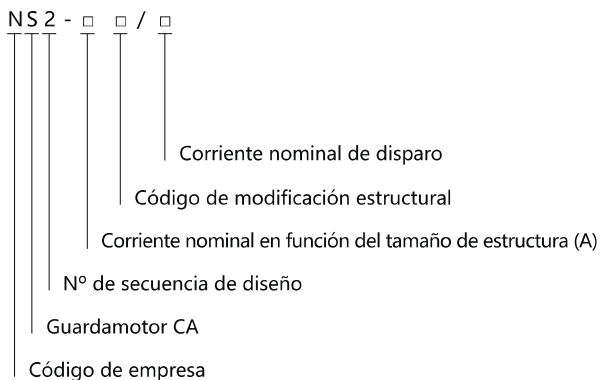 NS2-□ □/□
Corriente nominal de disparo
Código de modificación estructural
Corriente nominal en función del tamaño de estructura (A)
Nº de secuencia de diseño
Guardamotor CA
Código de empresa